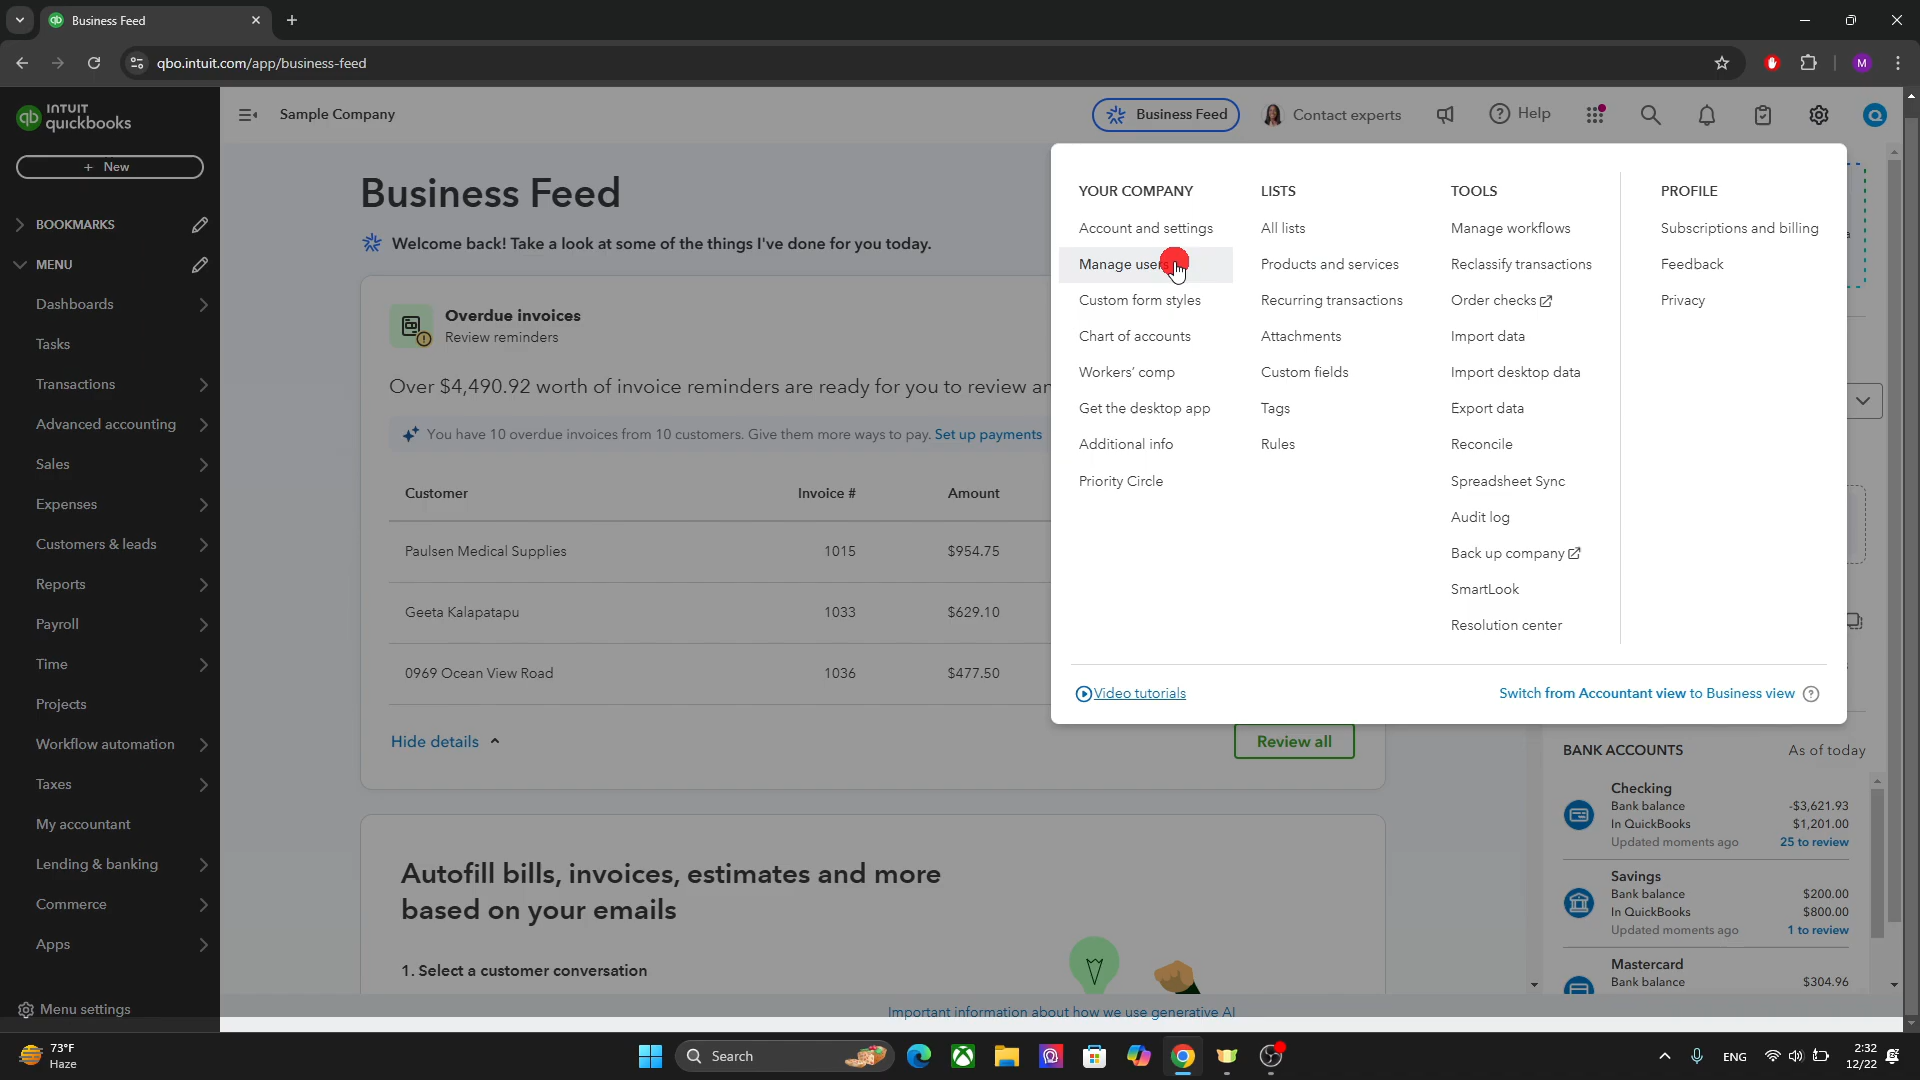 Business Feed
qbo.intuit.com/app/business-feed
M
INTUIT
quickbooks
qb
Sample Company
Business Feed
Contact experts
Help
+ New
BOOKMARKS
MENU
Dashboards
Tasks
Transactions
Advanced accounting
Sales
Expenses
Customers & leads
Reports
Payroll
Time
Projects
Workflow automation
Taxes
My accountant
Lending & banking
Commerce
Apps
Menu settings
Business Feed
Welcome back! Take a look at some of the things I've done for you today.
Overdue invoices
Review reminders
Over $4,490.92 worth of invoice reminders are ready for you to review
You have 10 overdue invoices from 10 customers. Give them more ways to pay. Set up payments
Customer Invoice # Amount
Paulsen Medical Supplies 1015 $954.75
Geeta Kalapatapu 1033 $629.10
0969 Ocean View Road 1036 $477.50
Hide details
Review all
Autofill bills, invoices, estimates and more
based on your emails
1. Select a customer conversation
Important information about how we use generative AI
YOUR COMPANY
Account and settings
Manage users
Custom form styles
Chart of accounts
Workers' comp
Get the desktop app
Additional info
Priority Circle
LISTS
All lists
Products and services
Recurring transactions
Attachments
Custom fields
Tags
Rules
TOOLS
Manage workflows
Reclassify transactions
Order checks
Import data
Import desktop data
Export data
Reconcile
Spreadsheet Sync
Audit log
Back up company
SmartLook
Resolution center
PROFILE
Subscriptions and billing
Feedback
Privacy
Video tutorials
Switch from Accountant view to Business view
BANK ACCOUNTS As of today
Checking
Bank balance -$3,621.93
In QuickBooks $1,201.00
Updated moments ago 25 to review
Savings
Bank balance $200.00
In QuickBooks $800.00
Updated moments ago 1 to review
Mastercard
Bank balance $304.96
73°F
Haze
Search
ENG
2:32
12/22